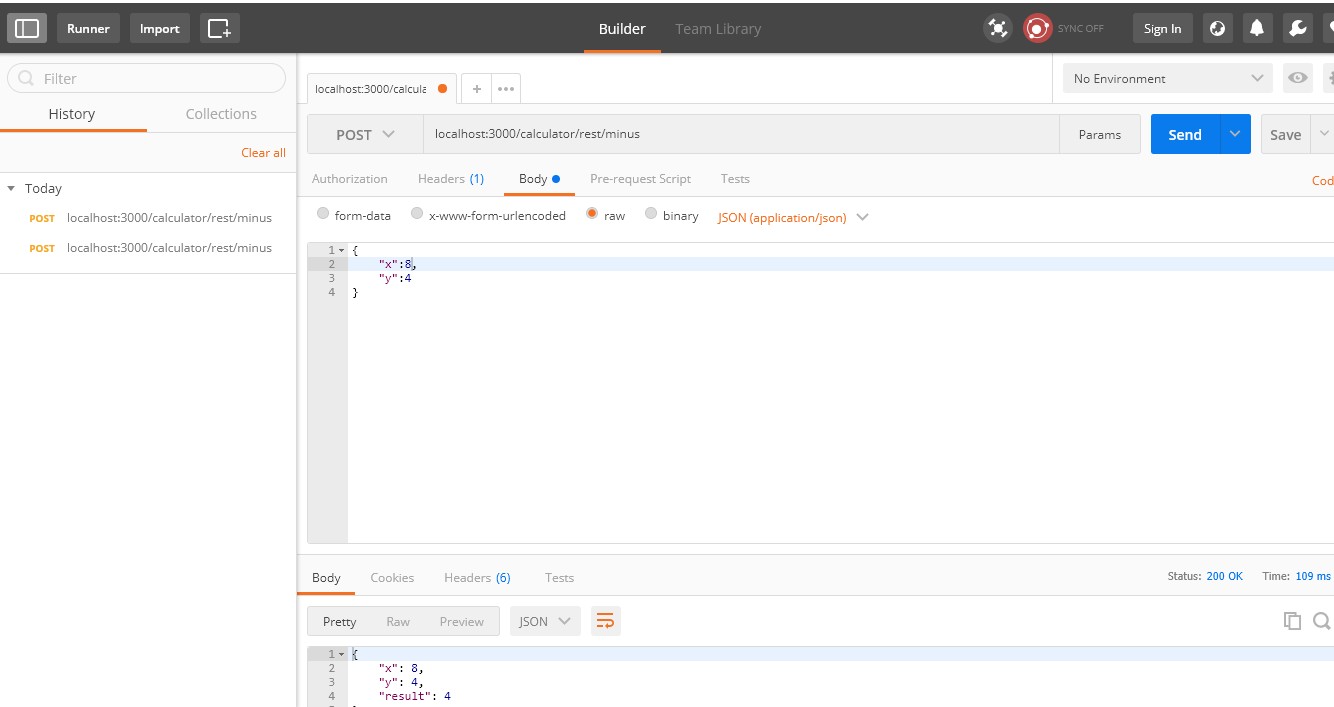 Runner Import Builder Team Library SYNC OFF Sign In
Filter
History Collections
Clear all
Today
POST localhost:3000/calculator/rest/minus
POST localhost:3000/calculator/rest/minus
localhost:3000/calcula + ••• No Environment
POST localhost:3000/calculator/rest/minus Params Send Save
Authorization Headers (1) Body Pre-request Script Tests Cod
form-data x-www-form-urlencoded raw binary JSON (application/json)
1 {
2 "x":8,
3 "y":4
4 }
Body Cookies Headers (6) Tests Status: 200 OK Time: 109 ms
Pretty Raw Preview JSON
1 {
2 "x": 8,
3 "y": 4,
4 "result": 4